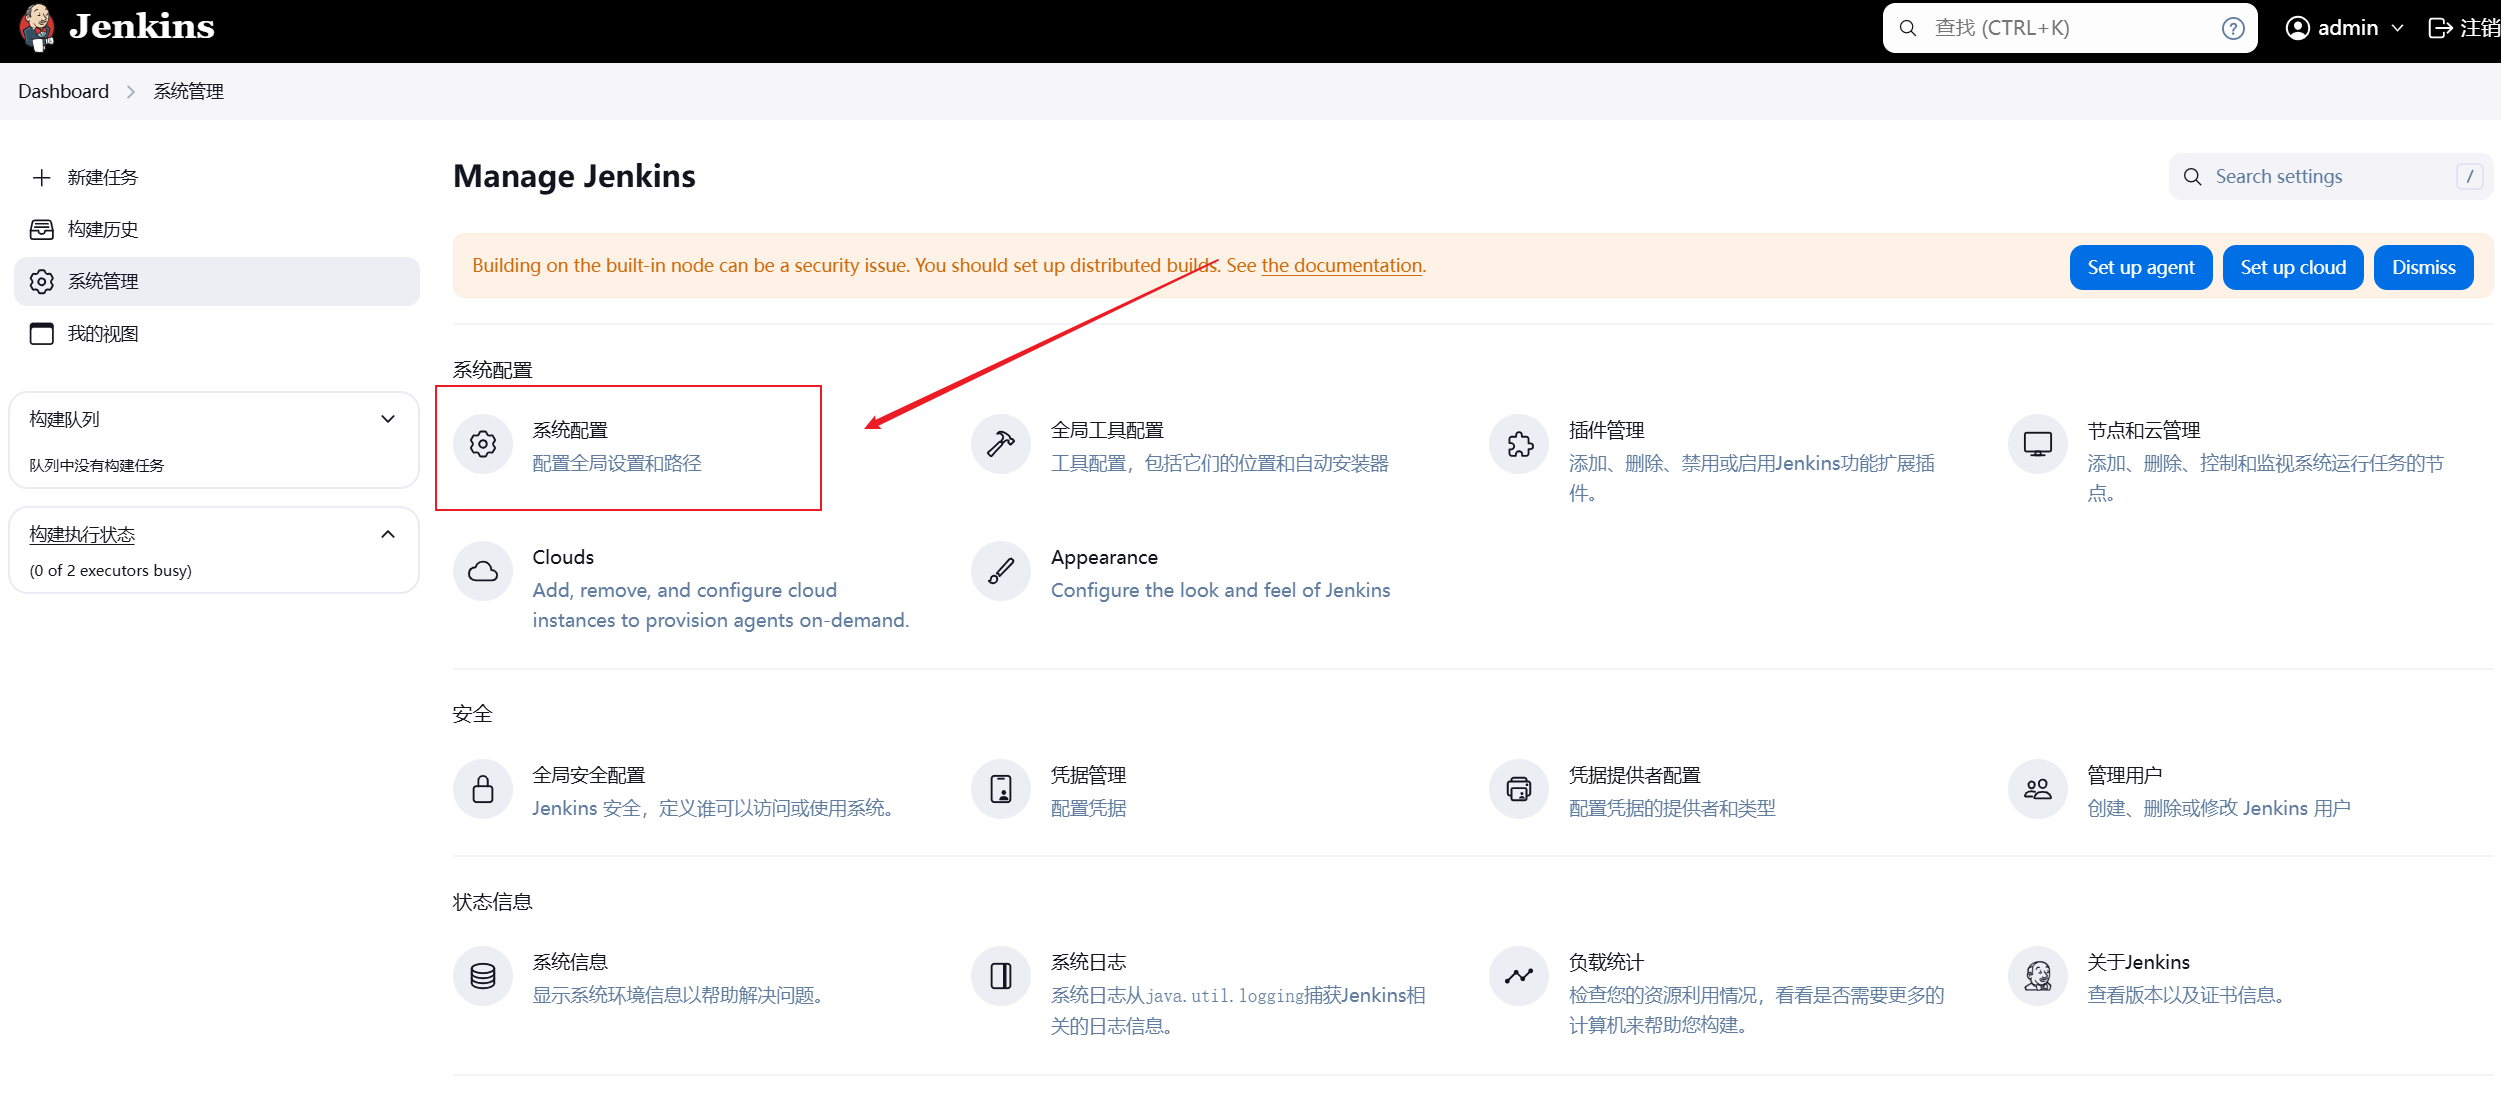 Jenkins
查找 (CTRL+K)
admin
注销
Dashboard
系统管理
新建任务
构建历史
系统管理
我的视图
构建队列
队列中没有构建任务
构建执行状态
(0 of 2 executors busy)
Manage Jenkins
Search settings
/
Building on the built-in node can be a security issue. You should set up distributed builds. See the documentation.
Set up agent
Set up cloud
Dismiss
系统配置
系统配置
配置全局设置和路径
全局工具配置
工具配置，包括它们的位置和自动安装器
插件管理
添加、删除、禁用或启用Jenkins功能扩展插
件。
节点和云管理
添加、删除、控制和监视系统运行任务的节
点。
Clouds
Add, remove, and configure cloud
instances to provision agents on-demand.
Appearance
Configure the look and feel of Jenkins
安全
全局安全配置
Jenkins 安全，定义谁可以访问或使用系统。
凭据管理
配置凭据
凭据提供者配置
配置凭据的提供者和类型
管理用户
创建、删除或修改 Jenkins 用户
状态信息
系统信息
显示系统环境信息以帮助解决问题。
系统日志
系统日志从java.util.logging捕获Jenkins相
关的日志信息。
负载统计
检查您的资源利用情况，看看是否需要更多的
计算机来帮助您构建。
关于Jenkins
查看版本以及证书信息。